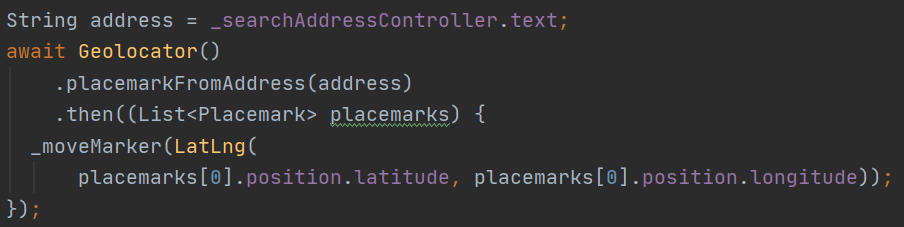 String address = _searchAddressController.text;
await Geolocator()
    .placemarkFromAddress(address)
    .then((List<Placemark> placemarks) {
  _moveMarker(LatLng(
      placemarks[0].position.latitude, placemarks[0].position.longitude));
});